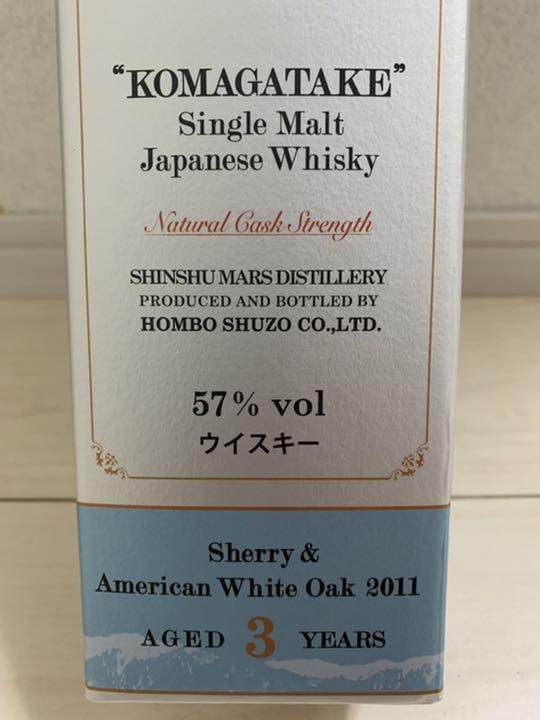 “KOMAGATAKE”
Single Malt
Japanese Whisky
Natural Cask Strength
SHINSHU MARS DISTILLERY
PRODUCED AND BOTTLED BY
HOMBO SHUZO CO.,LTD.
57% vol
ウイスキー
Sherry &
American White Oak 2011
AGED 3 YEARS